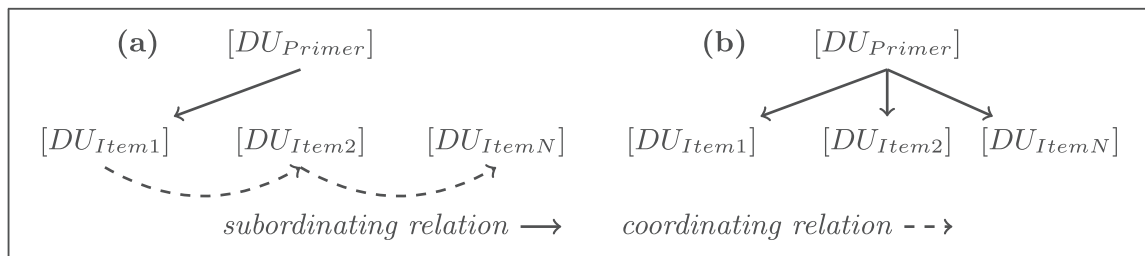 (a) [DU_Primer] (b) [DU_Primer]
[DU_Item1] [DU_Item2] [DU_ItemN] [DU_Item1] [DU_Item2] [DU_ItemN]
subordinating relation coordinating relation